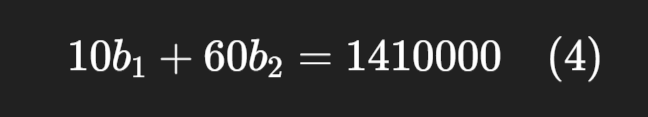 10b₁ + 60b₂ = 1410000 (4)